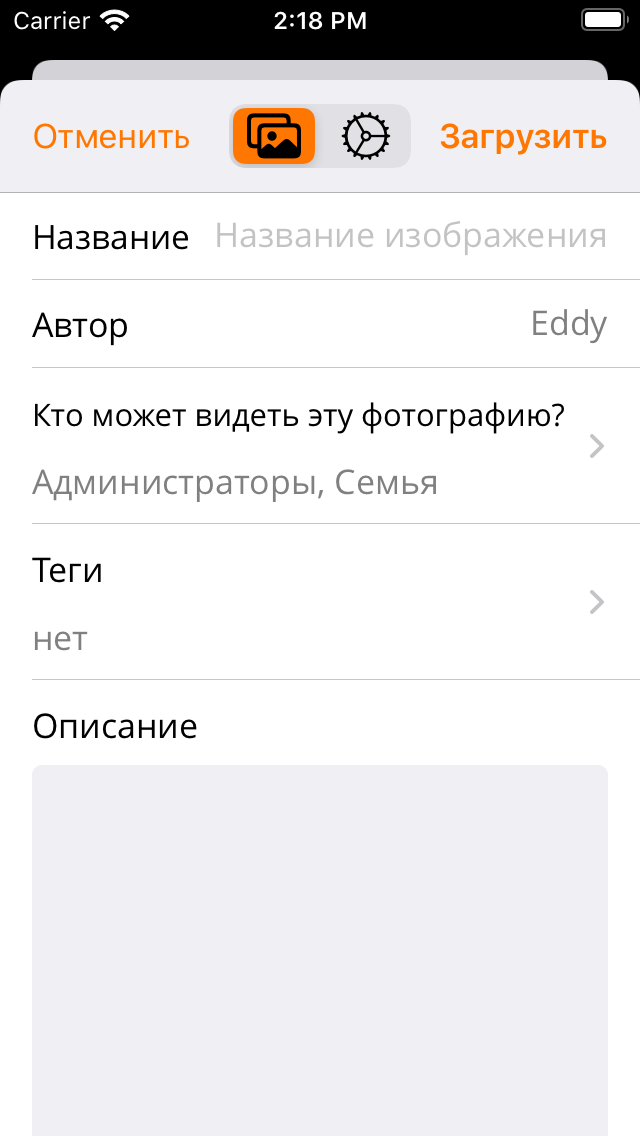 Carrier 2:18 PM
Отменить Загрузить
Название Название изображения
Автор Eddy
Кто может видеть эту фотографию?
Администраторы, Семья
Теги
нет
Описание